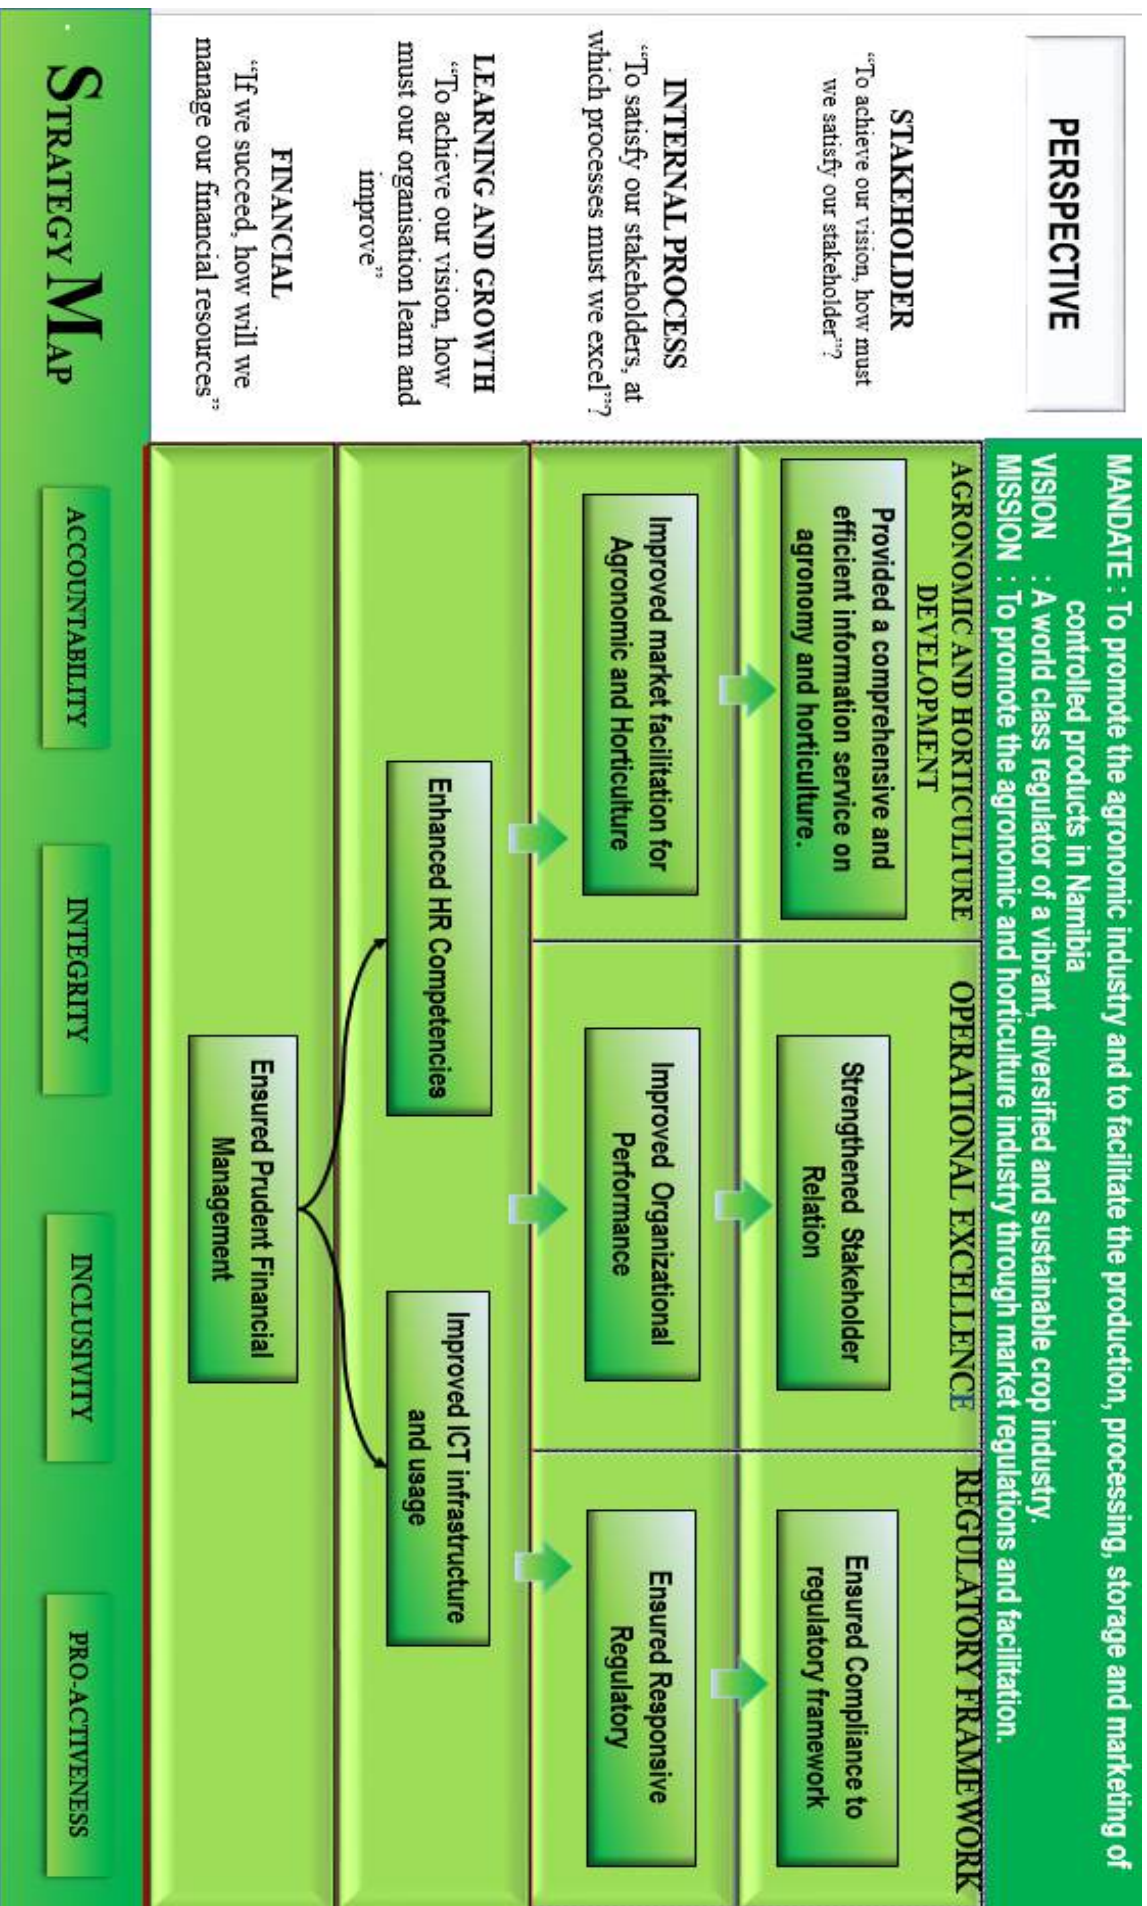 PERSPECTIVE
MANDATE : To promote the agronomic industry and to facilitate the production, processing, storage and marketing of
controlled products in Namibia
VISION : A world class regulator of a vibrant, diversified and sustainable crop industry.
MISSION : To promote the agronomic and horticulture industry through market regulations and facilitation.
AGRONOMIC AND HORTICULTURE
DEVELOPMENT
OPERATIONAL EXCELLENCE
REGULATORY FRAMEWORK
STAKEHOLDER
“To achieve our vision, how must
we satisfy our stakeholder”’?
Provided a comprehensive and
efficient information service on
agronomy and horticulture.
Strengthened Stakeholder
Relation
Ensured Compliance to
regulatory framework
INTERNAL PROCESS
“To satisfy our stakeholders, at
which processes must we excel”’’?
Improved market facilitation for
Agronomic and Horticulture
Improved Organizational
Performance
Ensured Responsive
Regulatory
LEARNING AND GROWTH
“To achieve our vision, how
must our organisation learn and
improve”
Enhanced HR Competencies
Improved ICT infrastructure
and usage
FINANCIAL
“If we succeed, how will we
manage our financial resources”
Ensured Prudent Financial
Management
STRATEGY MAP
ACCOUNTABILITY
INTEGRITY
INCLUSIVITY
PRO-ACTIVENESS